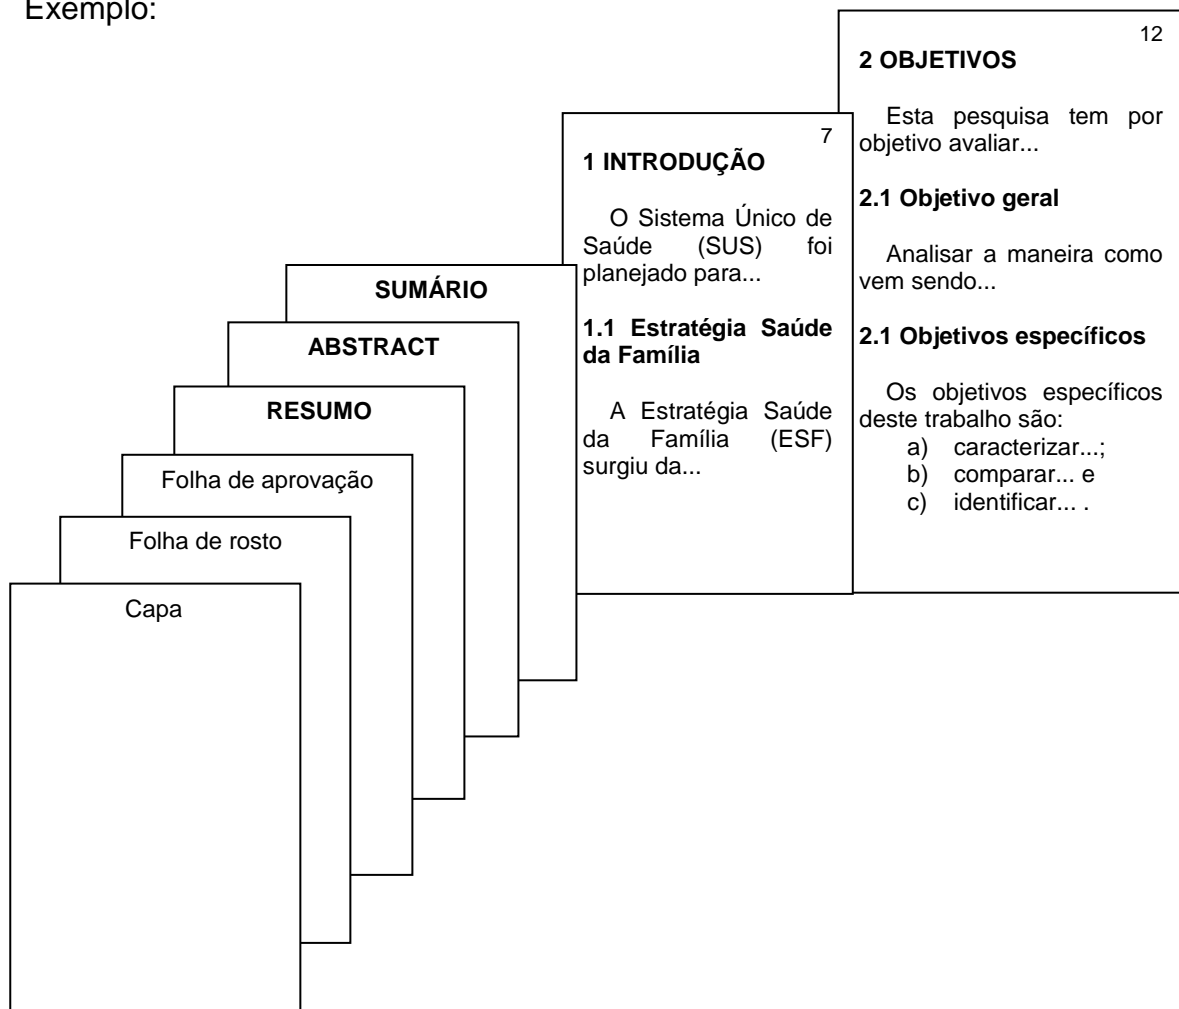 Exemplo:
12
2 OBJETIVOS
Esta pesquisa tem por
objetivo avaliar...
2.1 Objetivo geral
Analisar a maneira como
vem sendo...
2.1 Objetivos específicos
Os objetivos específicos
deste trabalho são:
a) caracterizar...;
b) comparar... e
c) identificar... .
7
1 INTRODUÇÃO
O Sistema Único de
Saúde (SUS) foi
planejado para...
1.1 Estratégia Saúde
da Família
A Estratégia Saúde
da Família (ESF)
surgiu da...
SUMÁRIO
ABSTRACT
RESUMO
Folha de aprovação
Folha de rosto
Capa